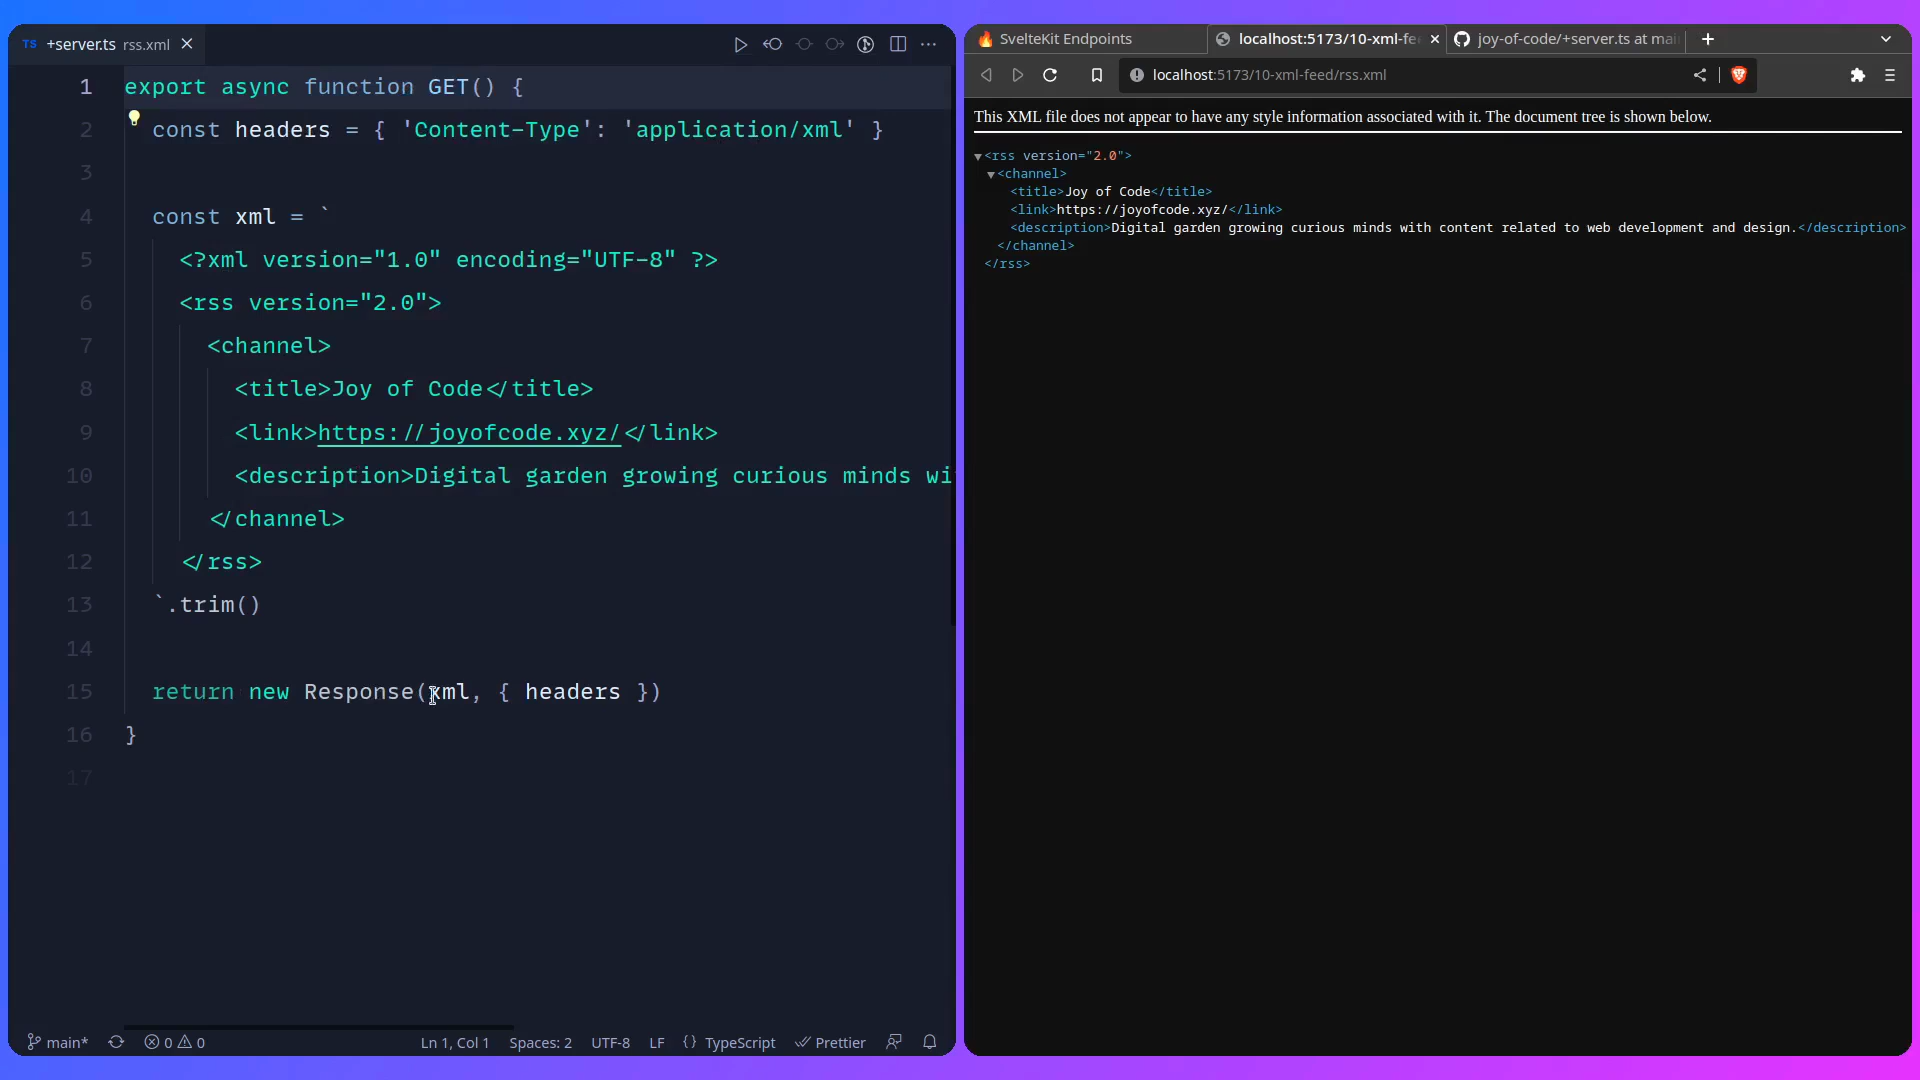 TS +server.ts rss.xml
1 export async function GET() {
2 const headers = { 'Content-Type': 'application/xml' }
3
4 const xml = `
5 <?xml version="1.0" encoding="UTF-8" ?>
6 <rss version="2.0">
7 <channel>
8 <title>Joy of Code</title>
9 <link>https://joyofcode.xyz/</link>
10 <description>Digital garden growing curious minds wi
11 </channel>
12 </rss>
13 `.trim()
14
15 return new Response(xml, { headers })
16 }
17
main* 0 0 Ln 1, Col 1 Spaces: 2 UTF-8 LF {} TypeScript Prettier
SvelteKit Endpoints localhost:5173/10-xml-fe joy-of-code/+server.ts at mai
localhost:5173/10-xml-feed/rss.xml
This XML file does not appear to have any style information associated with it. The document tree is shown below.
<rss version="2.0">
<channel>
<title>Joy of Code</title>
<link>https://joyofcode.xyz/</link>
<description>Digital garden growing curious minds with content related to web development and design.</description>
</channel>
</rss>